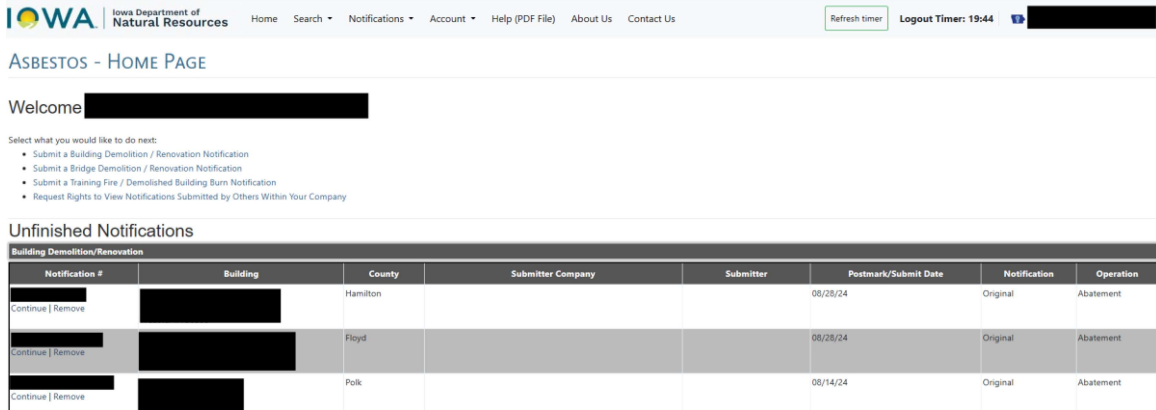 IOWA Iowa Department of
Natural Resources Home Search Notifications Account Help (PDF File) About Us Contact Us Refresh timer Logout Timer: 19:44
ASBESTOS - HOME PAGE
Welcome
Select what you would like to do next:
Submit a Building Demolition / Renovation Notification
Submit a Bridge Demolition / Renovation Notification
Submit a Training Fire / Demolished Building Burn Notification
Request Rights to View Notifications Submitted by Others Within Your Company
Unfinished Notifications
Building Demolition/Renovation
Notification # Building County Submitter Company Submitter Postmark/Submit Date Notification Operation
Hamilton 08/28/24 Original Abatement
Continue | Remove
Floyd 08/28/24 Original Abatement
Continue | Remove
Polk 08/14/24 Original Abatement
Continue | Remove